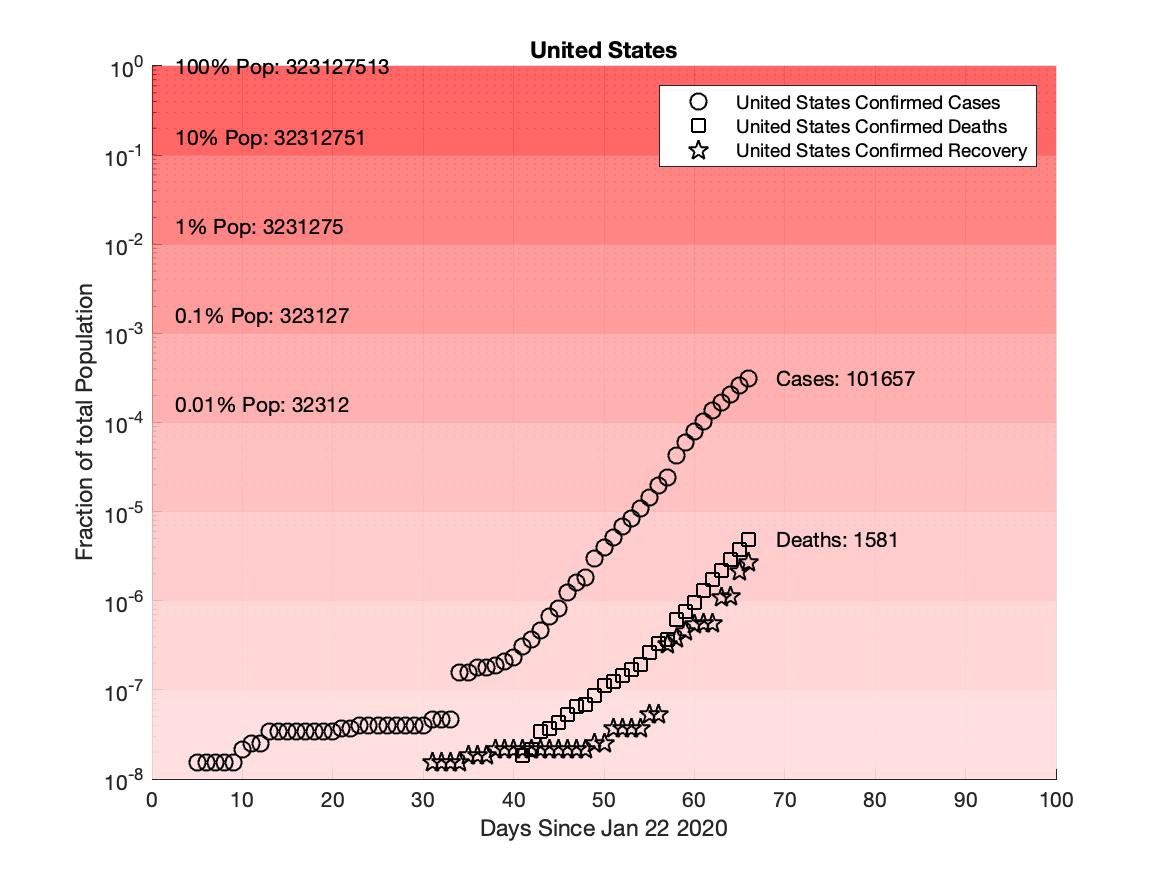 United States
10⁰
100% Pop: 323127513
United States Confirmed Cases
United States Confirmed Deaths
United States Confirmed Recovery
10% Pop: 32312751
10⁻¹
1% Pop: 3231275
10⁻²
0.1% Pop: 323127
10⁻³
Cases: 101657
0.01% Pop: 32312
10⁻⁴
10⁻⁵
Deaths: 1581
10⁻⁶
10⁻⁷
10⁻⁸
Fraction of total Population
0 10 20 30 40 50 60 70 80 90 100
Days Since Jan 22 2020